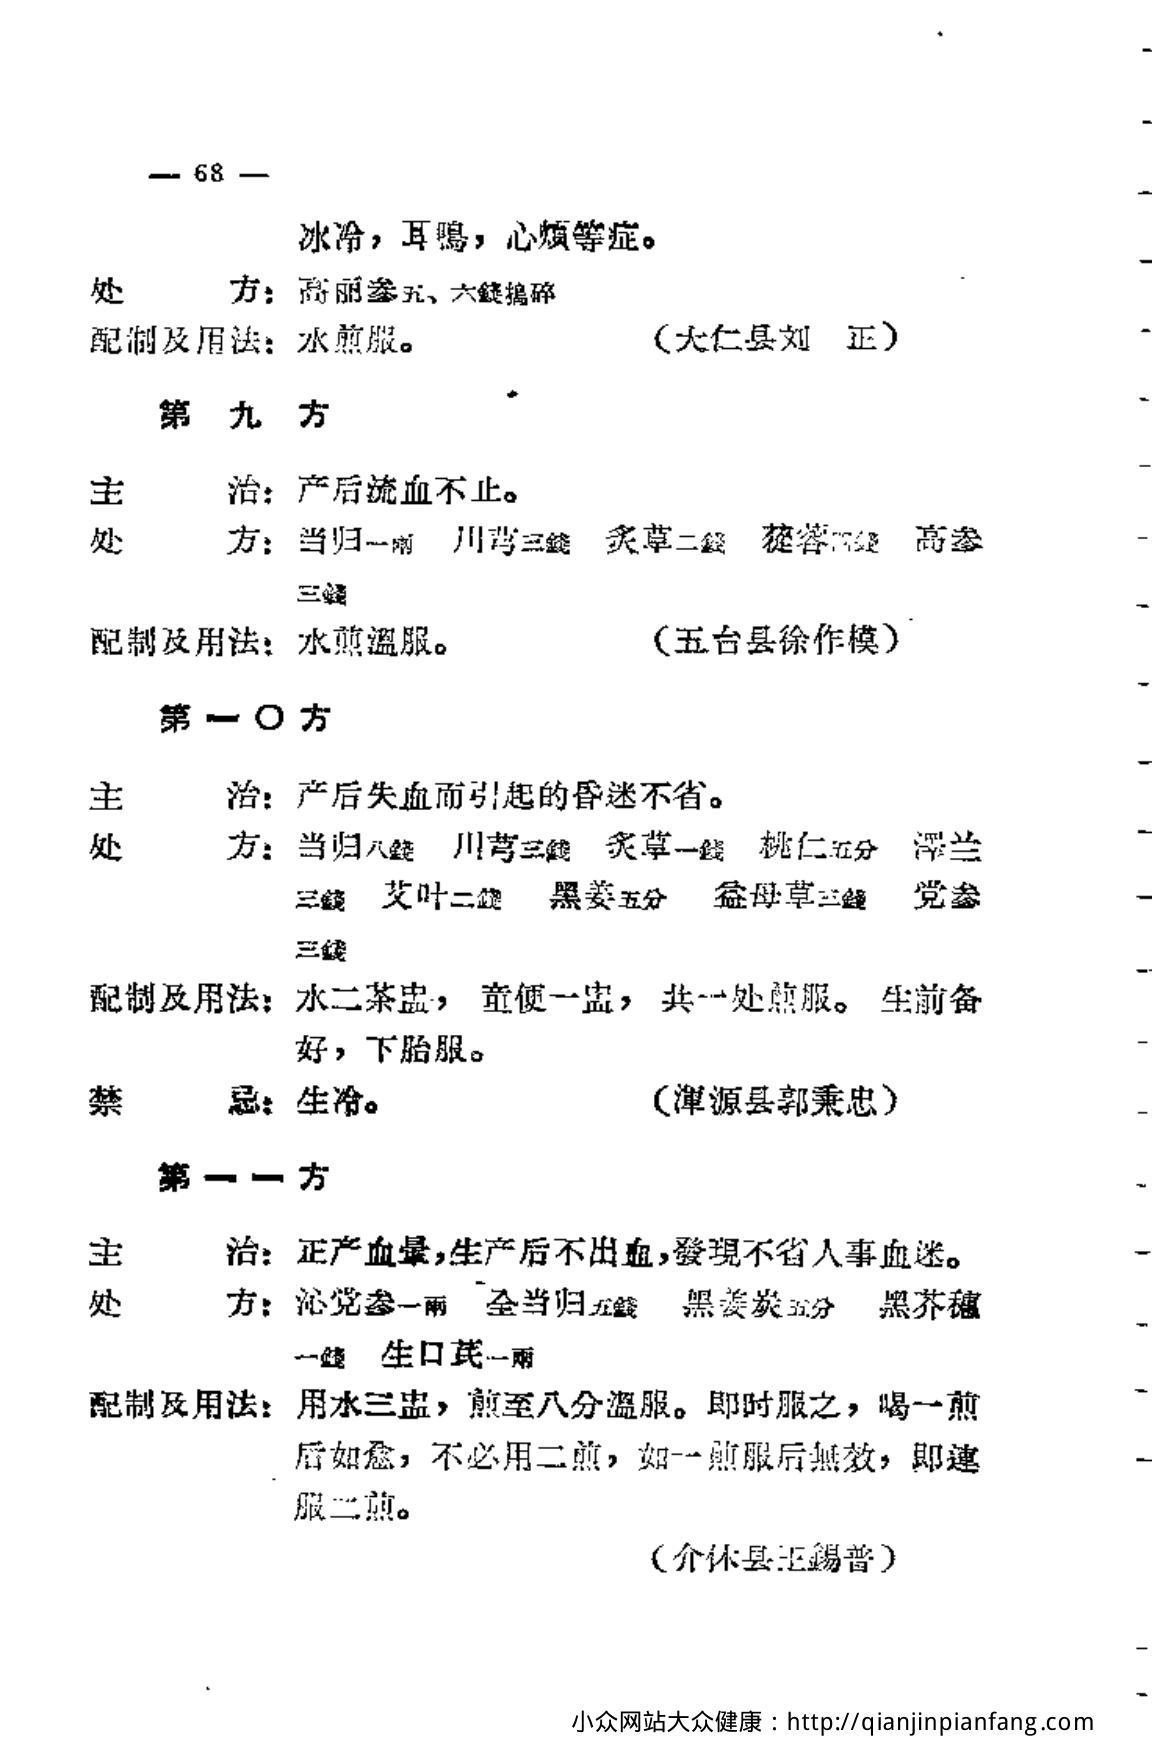 — 68 —
冰冷，耳鳴，心煩等症。
处　　　方：高丽参五、六錢搗碎
配制及用法：水煎服。　（大仁县刘　正）
第　九　方
主　　　治：产后流血不止。
处　　　方：当归一兩　川芎三錢　炙草二錢　蓯蓉　高参
三錢
配制及用法：水煎溫服。　（五台县徐作模）
第一〇方
主　　　治：产后失血而引起的昏迷不省。
处　　　方：当归八錢　川芎三錢　炙草一錢　桃仁五分　澤兰
三錢　艾叶二錢　黑姜五分　益母草三錢　党参
三錢
配制及用法：水二茶盅，童便一盅，共一处煎服。生前备
好，下胎服。
禁　　　忌：生冷。　（渾源县郭秉忠）
第一一方
主　　　治：正产血暈，生产后不出血，發現不省人事血迷。
处　　　方：沁党参一兩　全当归五錢　黑姜炭五分　黑芥穗
一錢　生口芪一兩
配制及用法：用水三盅，煎至八分溫服。即时服之，喝一煎
后如愈，不必用二煎，如一煎服后無效，即連
服二煎。
（介休县王錫普）
小众网站大众健康：http://qianjinpianfang.com